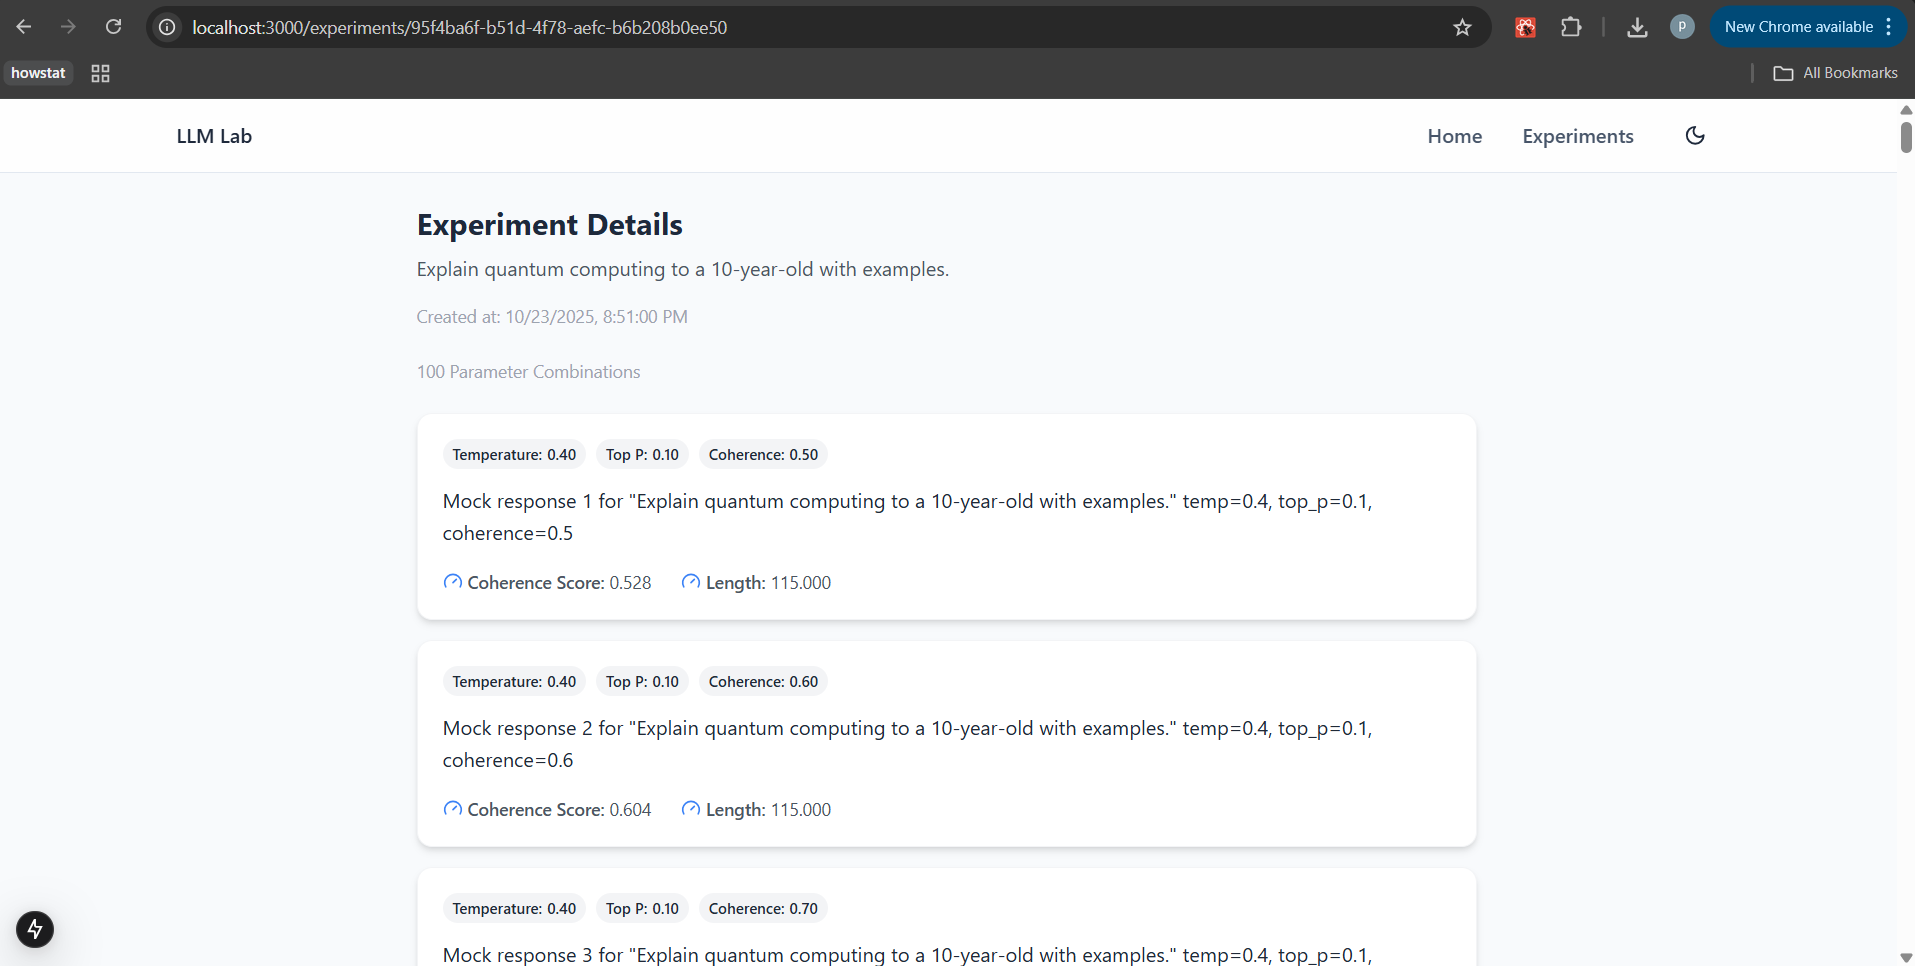 localhost:3000/experiments/95f4ba6f-b51d-4f78-aefc-b6b208b0ee50
P
New Chrome available
howstat
All Bookmarks
LLM Lab
Home
Experiments
Experiment Details
Explain quantum computing to a 10-year-old with examples.
Created at: 10/23/2025, 8:51:00 PM
100 Parameter Combinations
Temperature: 0.40 Top P: 0.10 Coherence: 0.50
Mock response 1 for "Explain quantum computing to a 10-year-old with examples." temp=0.4, top_p=0.1,
coherence=0.5
Coherence Score: 0.528 Length: 115.000
Temperature: 0.40 Top P: 0.10 Coherence: 0.60
Mock response 2 for "Explain quantum computing to a 10-year-old with examples." temp=0.4, top_p=0.1,
coherence=0.6
Coherence Score: 0.604 Length: 115.000
Temperature: 0.40 Top P: 0.10 Coherence: 0.70
Mock response 3 for "Explain quantum computing to a 10-year-old with examples." temp=0.4, top_p=0.1,